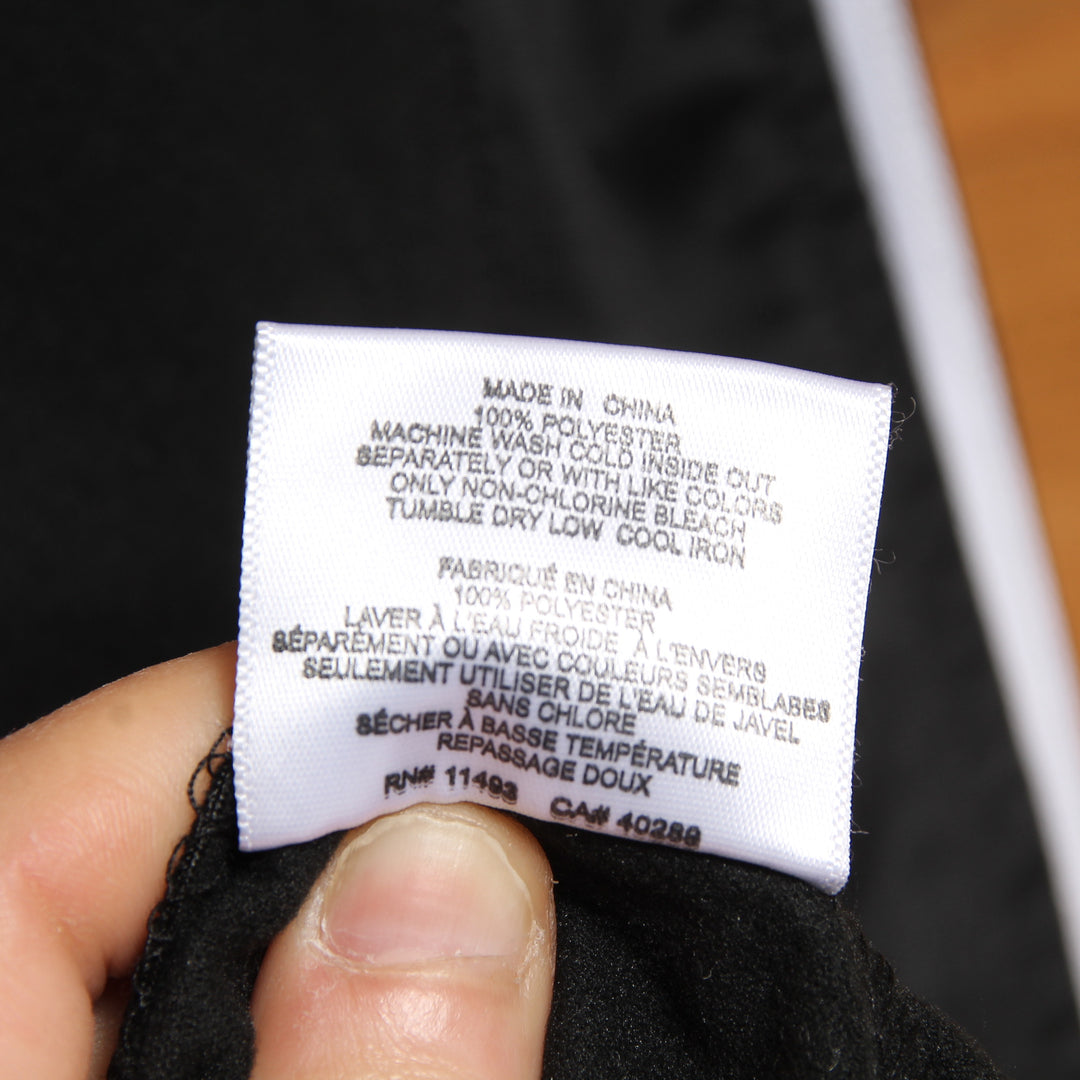 MADE IN CHINA
100% POLYESTER
MACHINE WASH COLD INSIDE OUT
SEPARATELY OR WITH LIKE COLORS
ONLY NON-CHLORINE BLEACH
TUMBLE DRY LOW COOL IRON
FABRIQUÉ EN CHINA
100% POLYESTER
LAVER À L'EAU FROIDE À L'ENVERS
SÉPARÉMENT OU AVEC COULEURS SEMBLABES
SEULEMENT UTILISER DE L'EAU DE JAVEL
SANS CHLORE
SÉCHER À BASSE TEMPÉRATURE
REPASSAGE DOUX
RN# 11493 CA# 40289